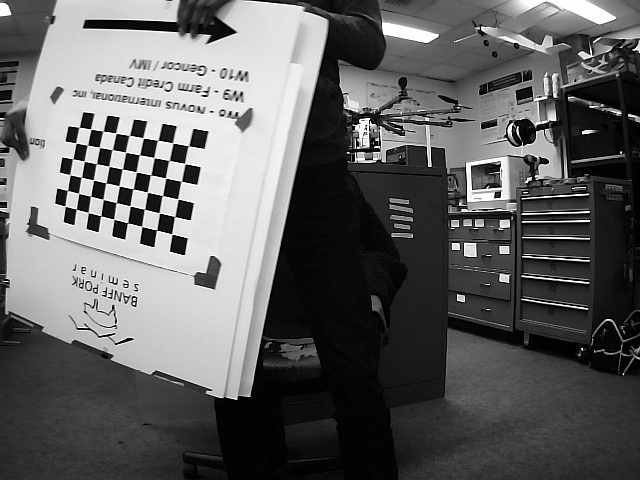 BANFF PORK
seminar
tion
W8 - Novus International, Inc
W9 - Farm Credit Canada
W10 - Gencor / IMV